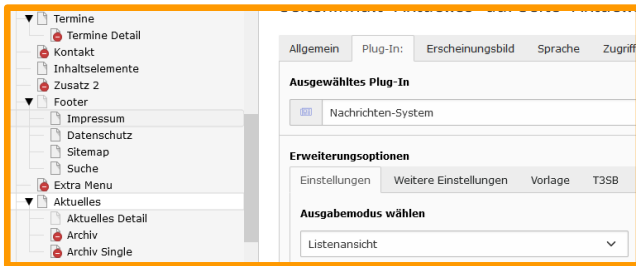 Termine
Termine Detail
Kontakt
Inhaltselemente
Zusatz 2
Footer
Impressum
Datenschutz
Sitemap
Suche
Extra Menu
Aktuelles
Aktuelles Detail
Archiv
Archiv Single
Allgemein Plug-In: Erscheinungsbild Sprache Zugriff
Ausgewähltes Plug-In
Nachrichten-System
Erweiterungsoptionen
Einstellungen Weitere Einstellungen Vorlage T3SB
Ausgabemodus wählen
Listenansicht